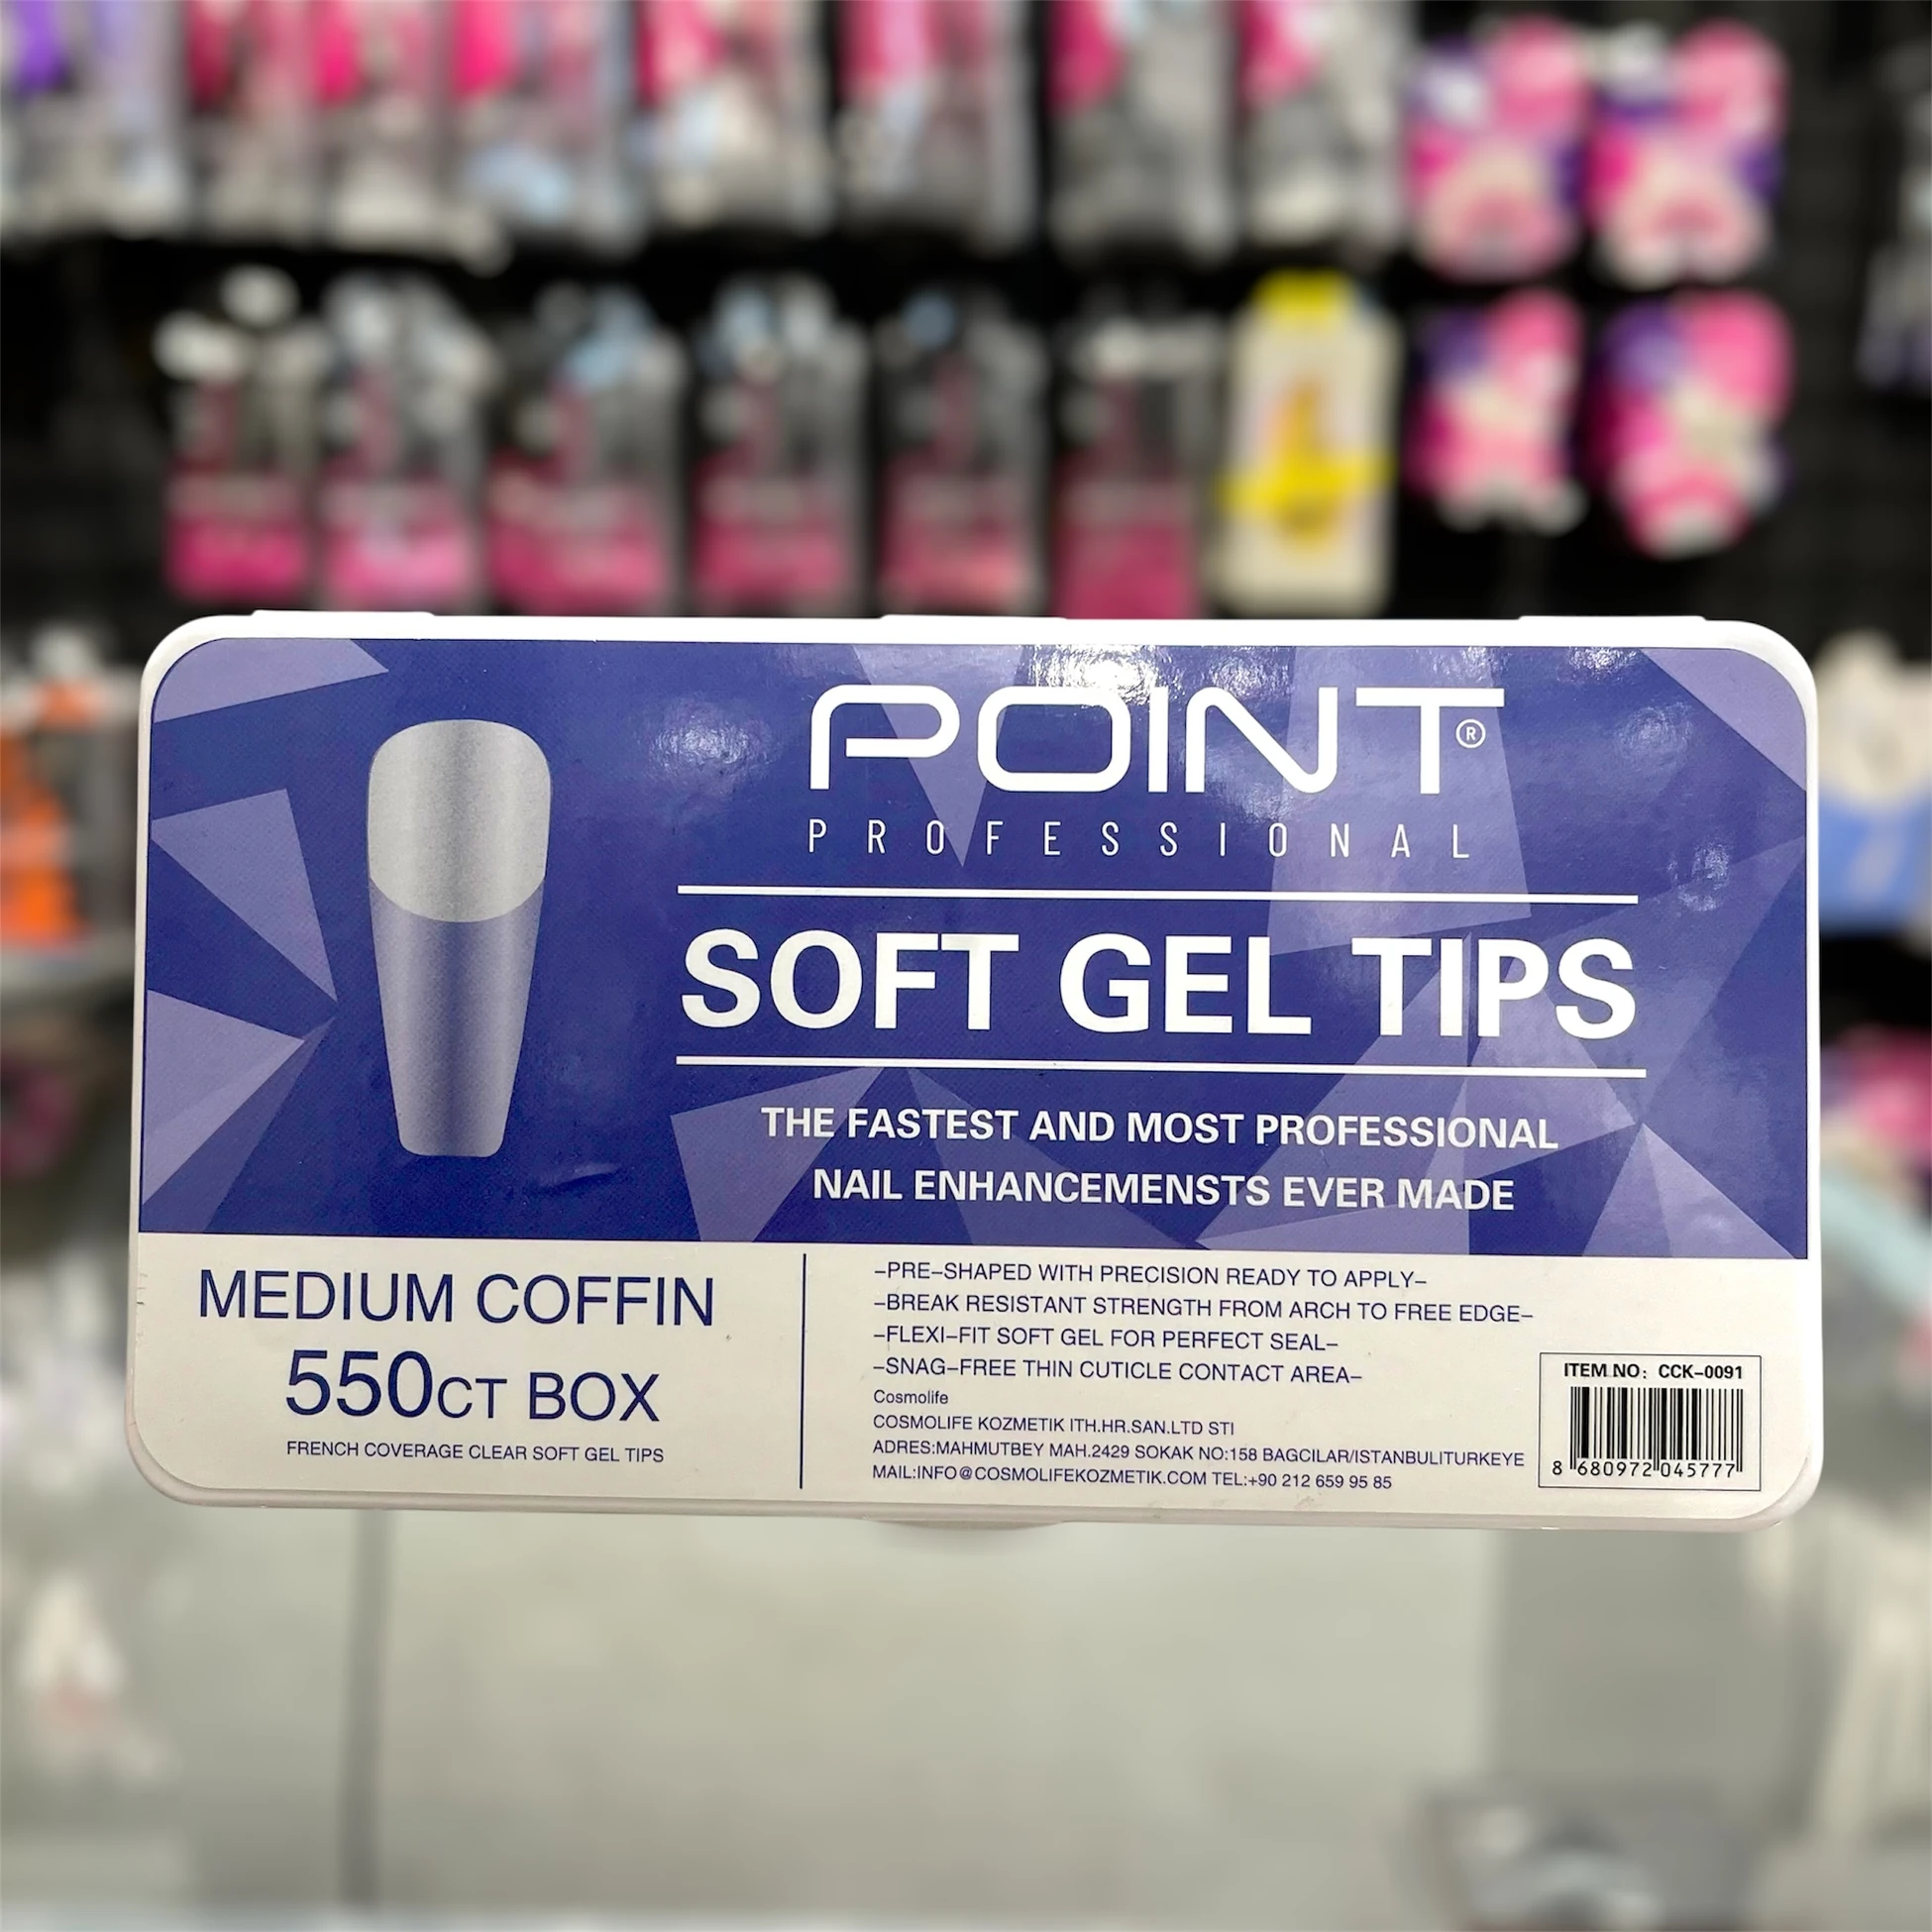 POINT®
PROFESSIONAL
SOFT GEL TIPS
THE FASTEST AND MOST PROFESSIONAL
NAIL ENHANCEMENSTS EVER MADE
MEDIUM COFFIN
550CT BOX
FRENCH COVERAGE CLEAR SOFT GEL TIPS
–PRE–SHAPED WITH PRECISION READY TO APPLY–
–BREAK RESISTANT STRENGTH FROM ARCH TO FREE EDGE–
–FLEXI–FIT SOFT GEL FOR PERFECT SEAL–
–SNAG–FREE THIN CUTICLE CONTACT AREA–
Cosmolife
COSMOLIFE KOZMETIK ITH.HR.SAN.LTD STI
ADRES:MAHMUTBEY MAH.2429 SOKAK NO:158 BAGCILAR/ISTANBULITURKEYE
MAIL:INFO@COSMOLIFEKOZMETIK.COM TEL:+90 212 659 95 85
ITEM NO: CCK–0091
8 680972 045777